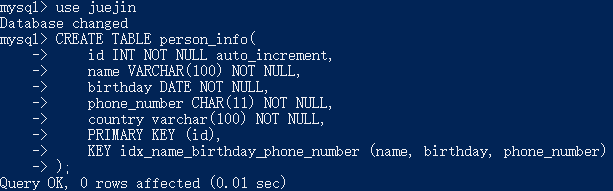 mysql> use juejin
Database changed
mysql> CREATE TABLE person_info(
    ->     id INT NOT NULL auto_increment,
    ->     name VARCHAR(100) NOT NULL,
    ->     birthday DATE NOT NULL,
    ->     phone_number CHAR(11) NOT NULL,
    ->     country varchar(100) NOT NULL,
    ->     PRIMARY KEY (id),
    ->     KEY idx_name_birthday_phone_number (name, birthday, phone_number)
    -> );
Query OK, 0 rows affected (0.01 sec)